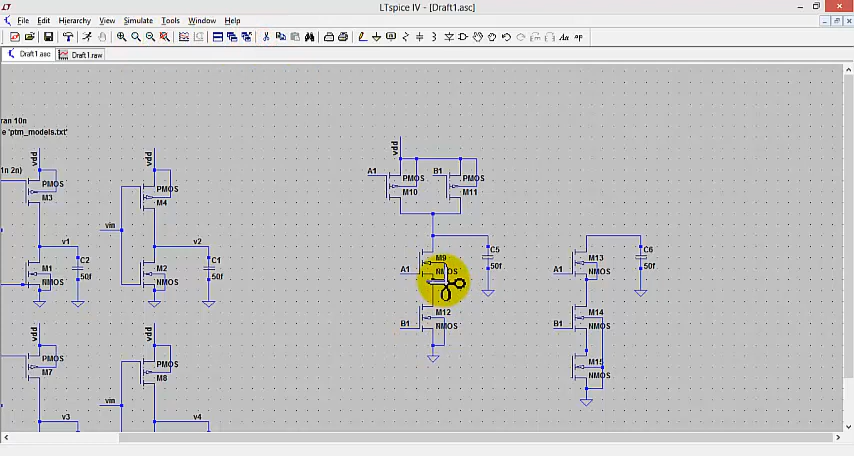 LTspice IV - [Draft1.asc]
File Edit Hierarchy View Simulate Tools Window Help
Draft1.asc Draft1.raw
ran 10n
e 'ptm_models.txt'
vdd
vdd
vdd
1n 2n)
PMOS
M3
PMOS
M4
A1
PMOS
M10
B1
PMOS
M11
vin
v1
v2
C2
50f
C1
50f
M1
NMOS
M2
NMOS
A1
M9
NMOS
C5
50f
A1
M13
NMOS
C6
50f
B1
M12
NMOS
B1
M14
NMOS
vdd
vdd
PMOS
M7
PMOS
M8
M15
NMOS
vin
v3
v4